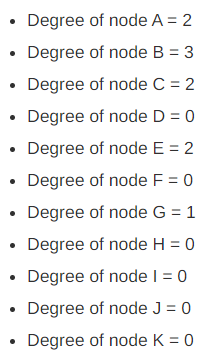 • Degree of node A = 2
• Degree of node B = 3
• Degree of node C = 2
• Degree of node D = 0
• Degree of node E = 2
• Degree of node F = 0
• Degree of node G = 1
• Degree of node H = 0
• Degree of node I = 0
• Degree of node J = 0
• Degree of node K = 0